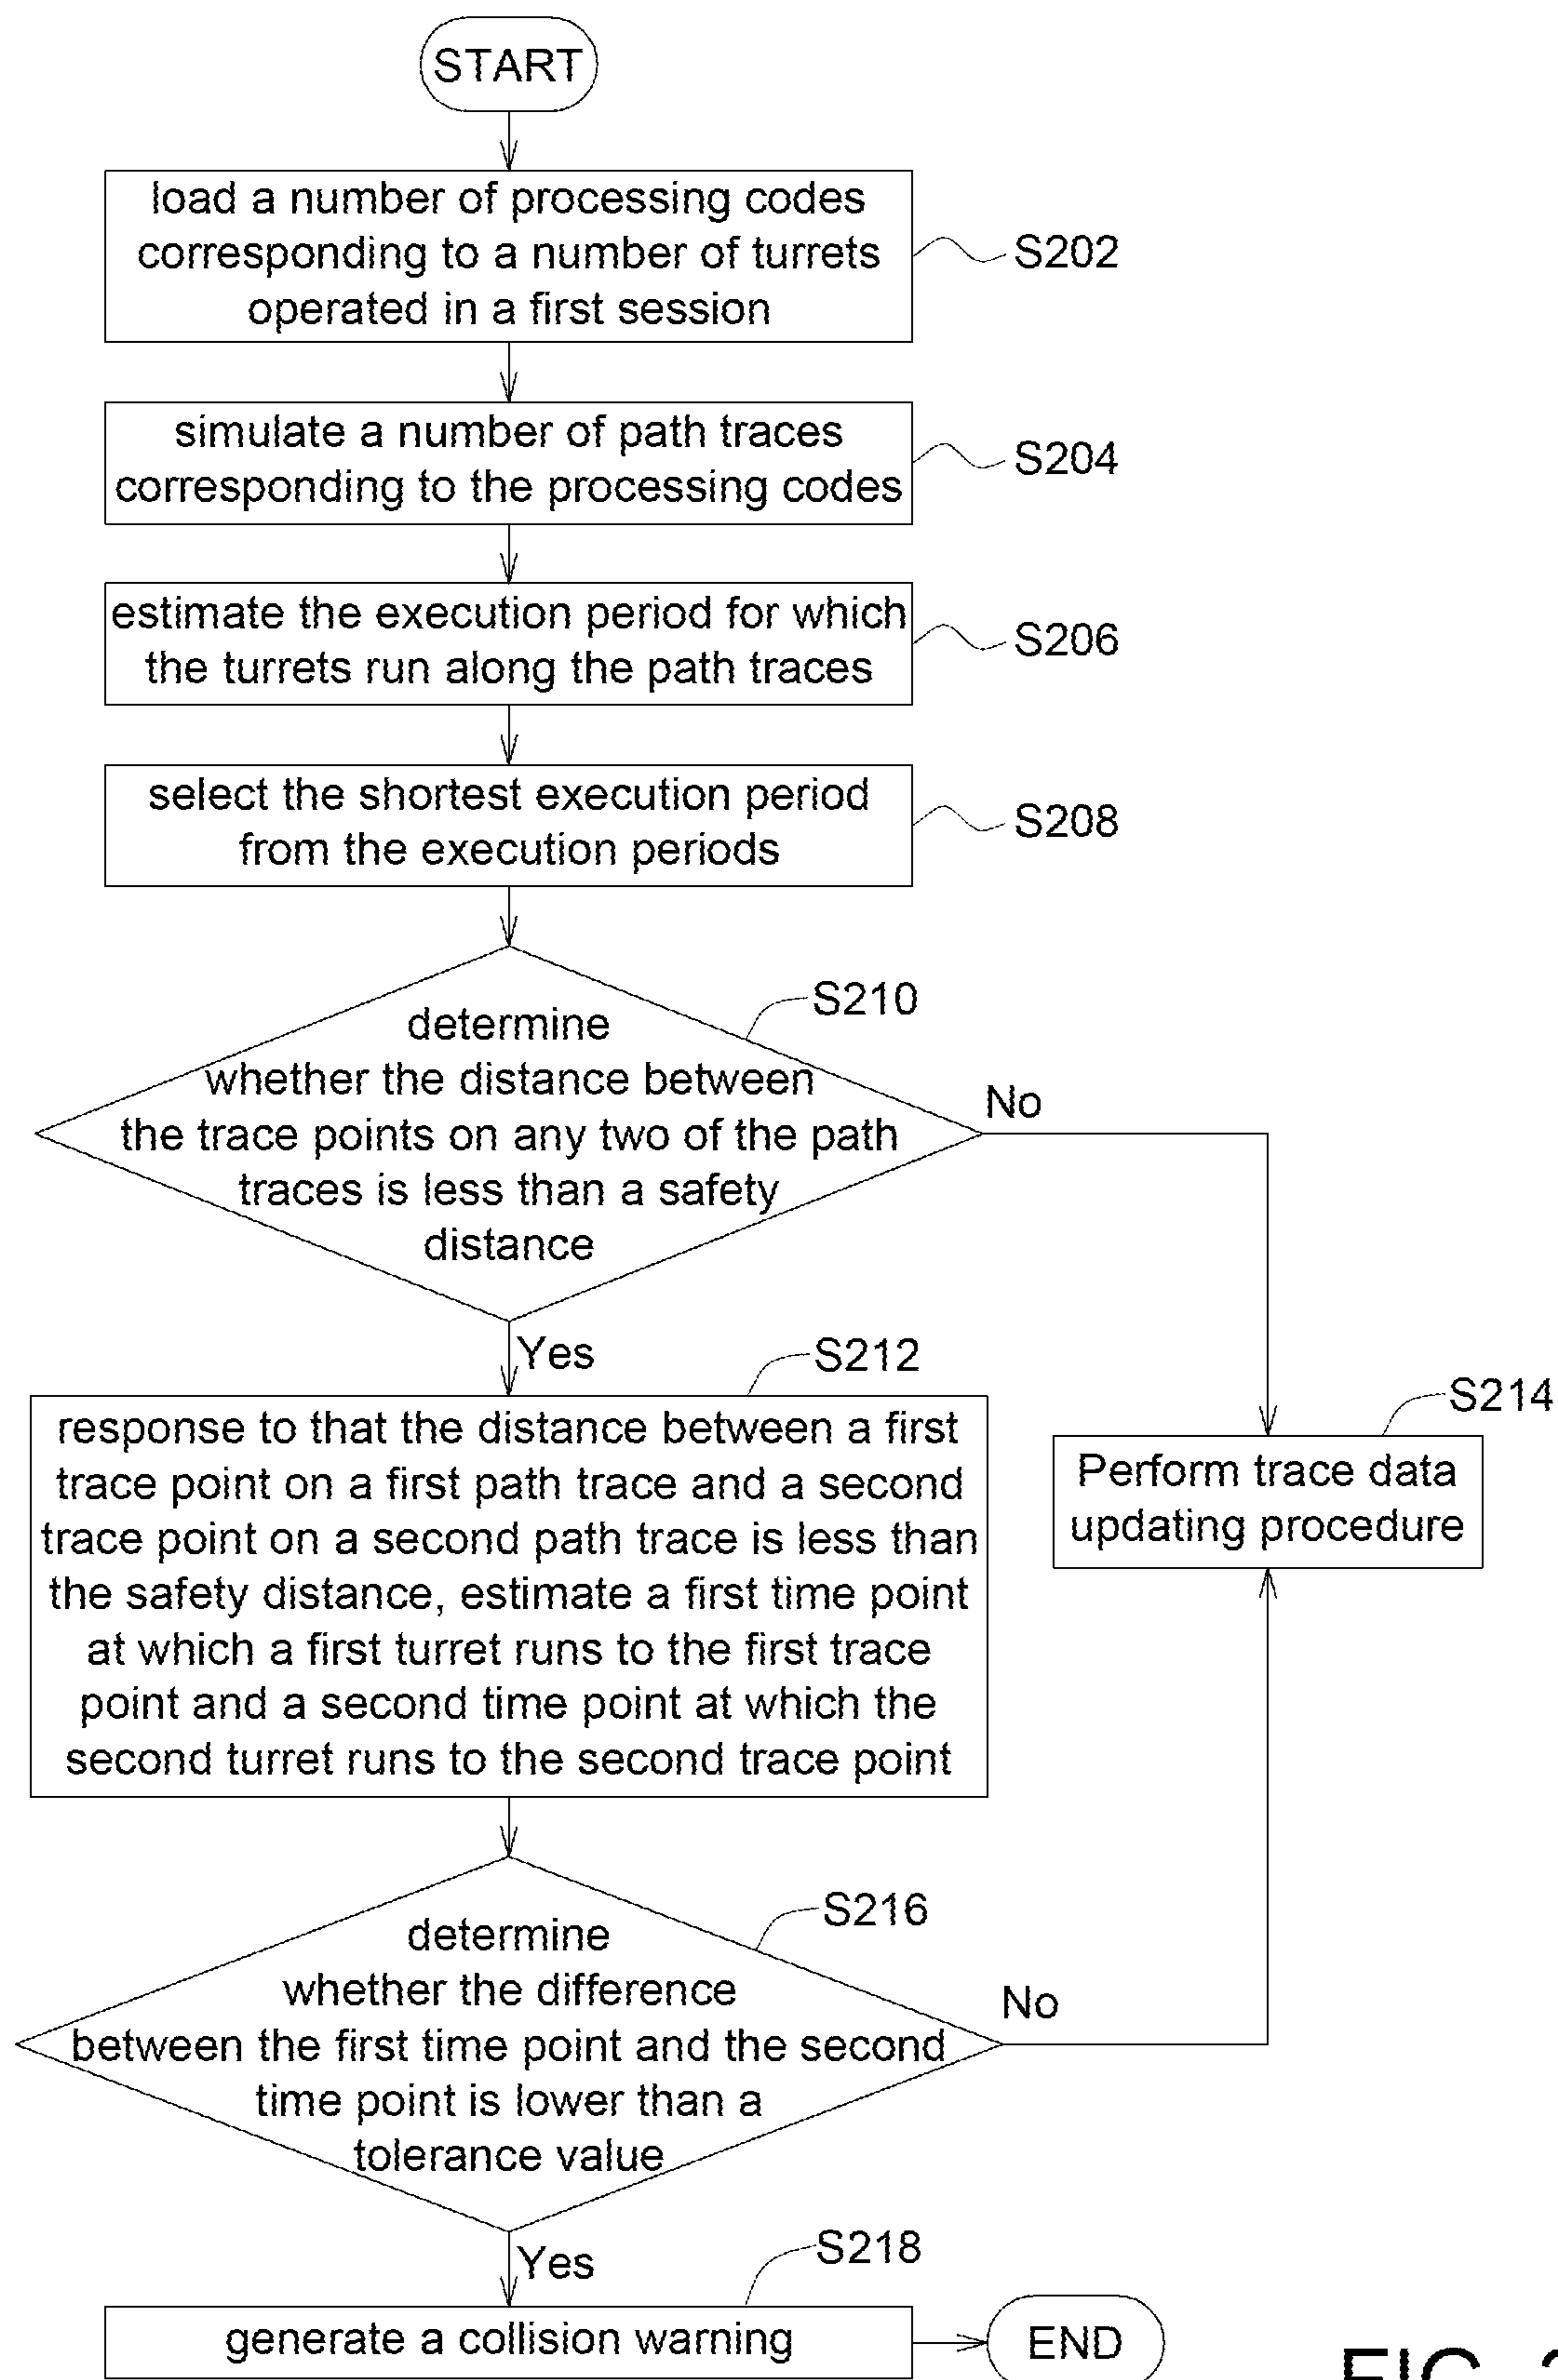 START
load a number of processing codes
corresponding to a number of turrets
operated in a first session
S202
simulate a number of path traces
corresponding to the processing codes
S204
estimate the execution period for which
the turrets run along the path traces
S206
select the shortest execution period
from the execution periods
S208
S210
determine
whether the distance between
the trace points on any two of the path
traces is less than a safety
distance
No
Yes
S212
response to that the distance between a first
trace point on a first path trace and a second
trace point on a second path trace is less than
the safety distance, estimate a first time point
at which a first turret runs to the first trace
point and a second time point at which the
second turret runs to the second trace point
S214
Perform trace data
updating procedure
S216
determine
whether the difference
between the first time point and the second
time point is lower than a
tolerance value
No
Yes
S218
generate a collision warning
END
FIG.